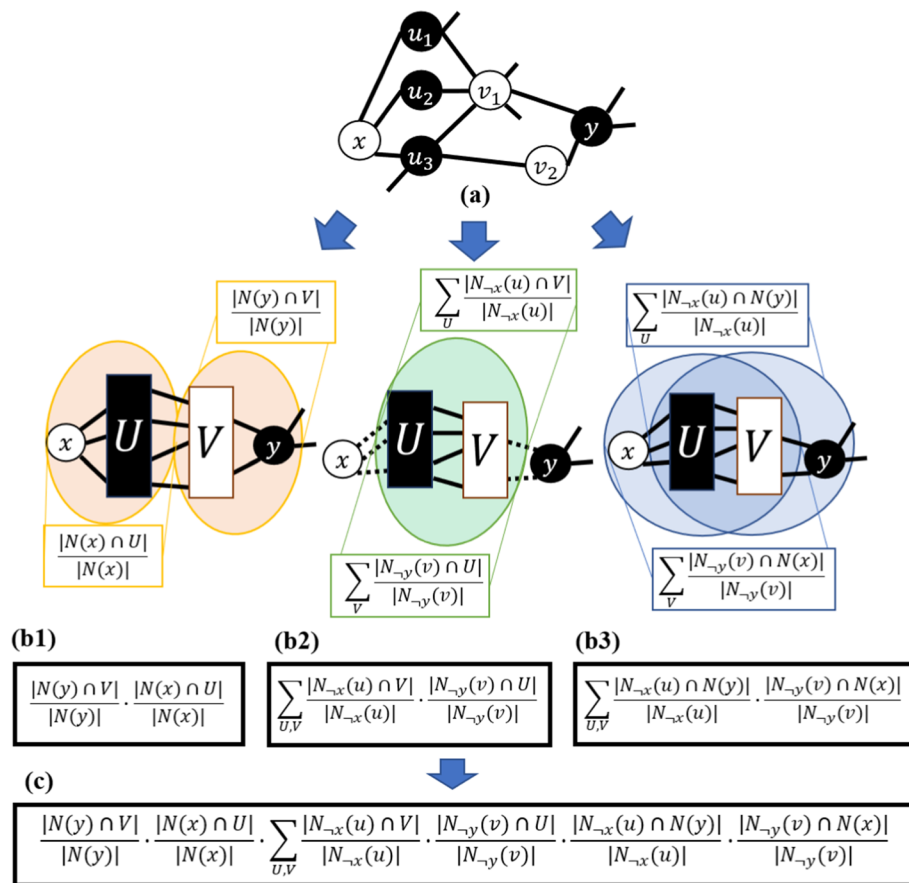 u₁
u₂
v₁
x
y
u₃
v₂
(a)
|N(y) ∩ V| / |N(y)|
∑_U |N_¬x(u) ∩ V| / |N_¬x(u)|
∑_U |N_¬x(u) ∩ N(y)| / |N_¬x(u)|
x U V y
x U V y
x U V y
|N(x) ∩ U| / |N(x)|
∑_V |N_¬y(v) ∩ U| / |N_¬y(v)|
∑_V |N_¬y(v) ∩ N(x)| / |N_¬y(v)|
(b1)
(b2)
(b3)
|N(y) ∩ V| / |N(y)| · |N(x) ∩ U| / |N(x)|
∑_{U,V} |N_¬x(u) ∩ V| / |N_¬x(u)| · |N_¬y(v) ∩ U| / |N_¬y(v)|
∑_{U,V} |N_¬x(u) ∩ N(y)| / |N_¬x(u)| · |N_¬y(v) ∩ N(x)| / |N_¬y(v)|
(c)
|N(y) ∩ V| / |N(y)| · |N(x) ∩ U| / |N(x)| · ∑_{U,V} |N_¬x(u) ∩ V| / |N_¬x(u)| · |N_¬y(v) ∩ U| / |N_¬y(v)| · |N_¬x(u) ∩ N(y)| / |N_¬x(u)| · |N_¬y(v) ∩ N(x)| / |N_¬y(v)|